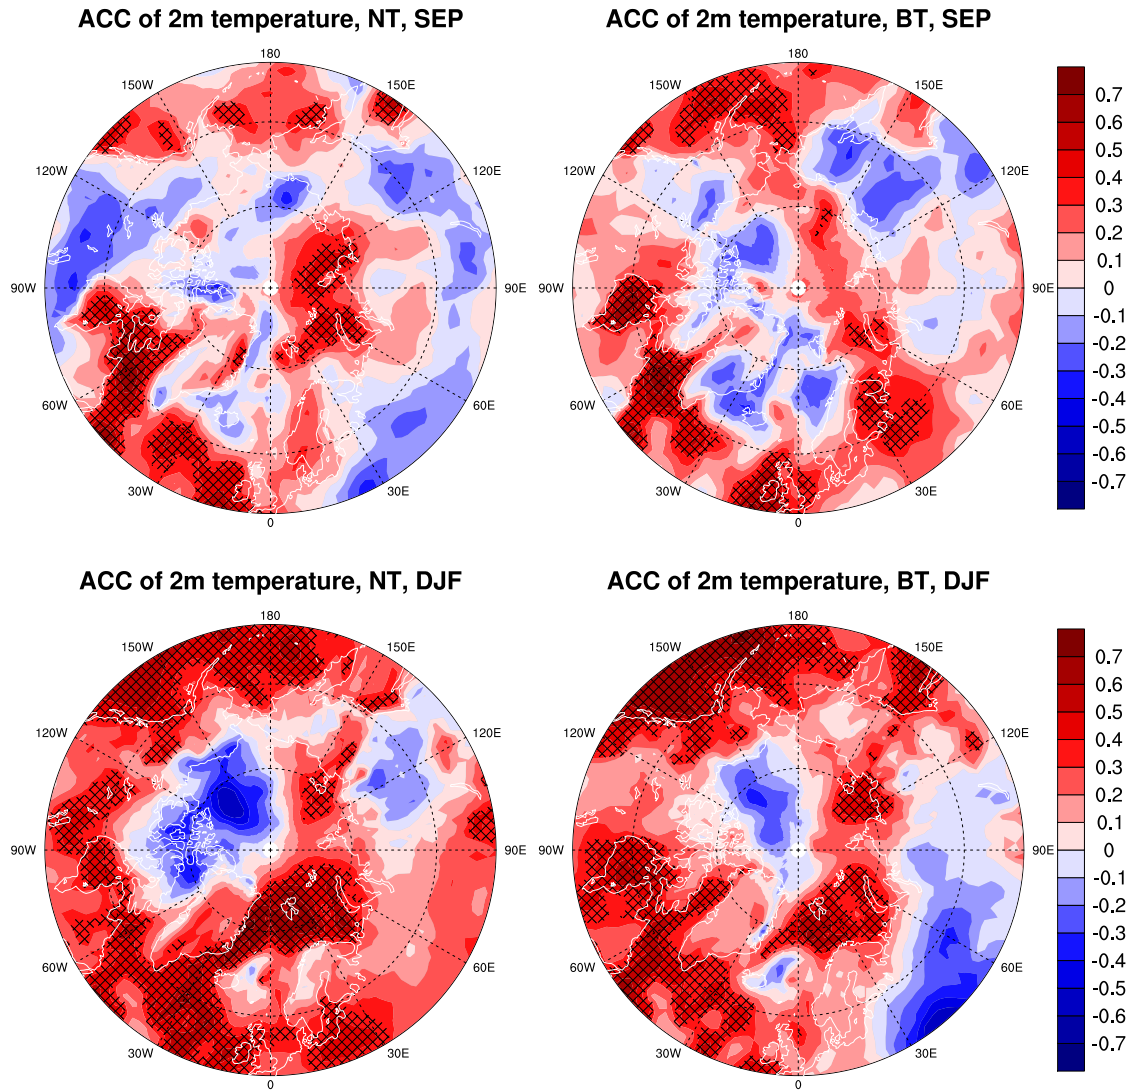 ACC of 2m temperature, NT, SEP
ACC of 2m temperature, BT, SEP
180
150W
150E
120W
120E
90W
90E
60W
60E
30W
30E
0
180
150W
150E
120W
120E
90W
90E
60W
60E
30W
30E
0
0.7
0.6
0.5
0.4
0.3
0.2
0.1
0
-0.1
-0.2
-0.3
-0.4
-0.5
-0.6
-0.7
ACC of 2m temperature, NT, DJF
ACC of 2m temperature, BT, DJF
180
150W
150E
120W
120E
90W
90E
60W
60E
30W
30E
0
180
150W
150E
120W
120E
90W
90E
60W
60E
30W
30E
0
0.7
0.6
0.5
0.4
0.3
0.2
0.1
0
-0.1
-0.2
-0.3
-0.4
-0.5
-0.6
-0.7